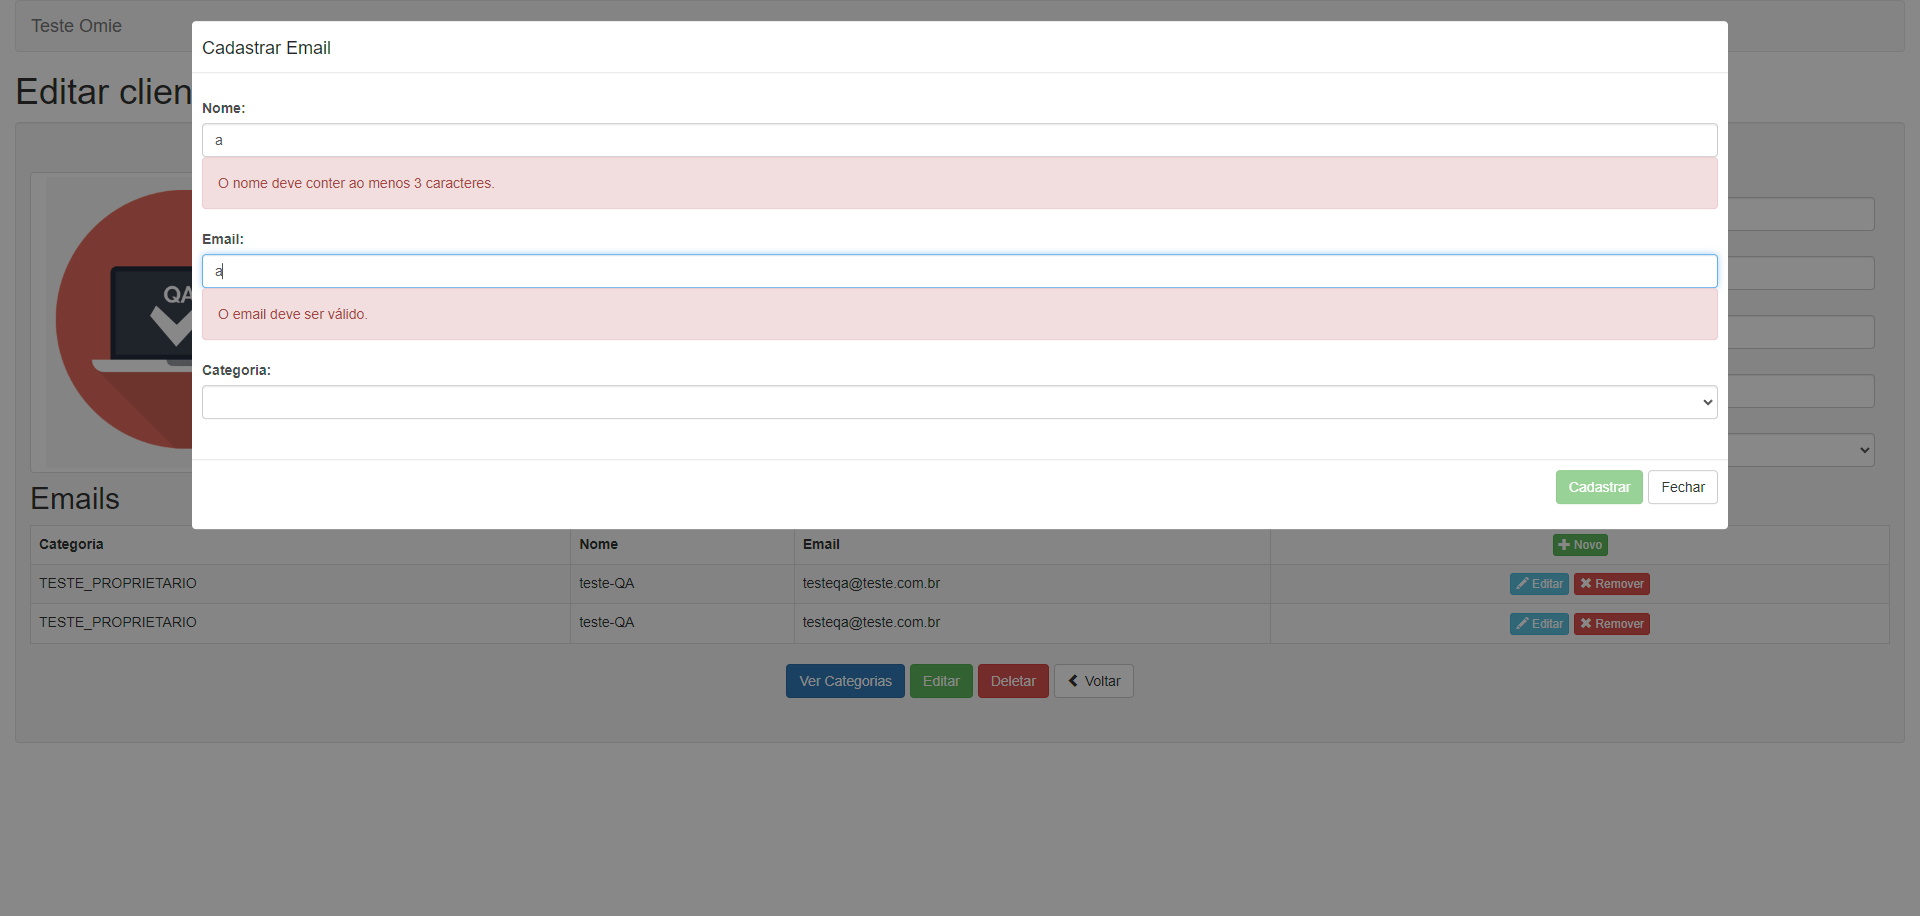 Teste Omie
Cadastrar Email
Editar clien
Nome:
a
O nome deve conter ao menos 3 caracteres.
Email:
a
O email deve ser válido.
Categoria:
QA
Cadastrar Fechar
Emails
Categoria Nome Email Novo
TESTE_PROPRIETARIO teste-QA testeqa@teste.com.br Editar Remover
TESTE_PROPRIETARIO teste-QA testeqa@teste.com.br Editar Remover
Ver Categorias Editar Deletar Voltar